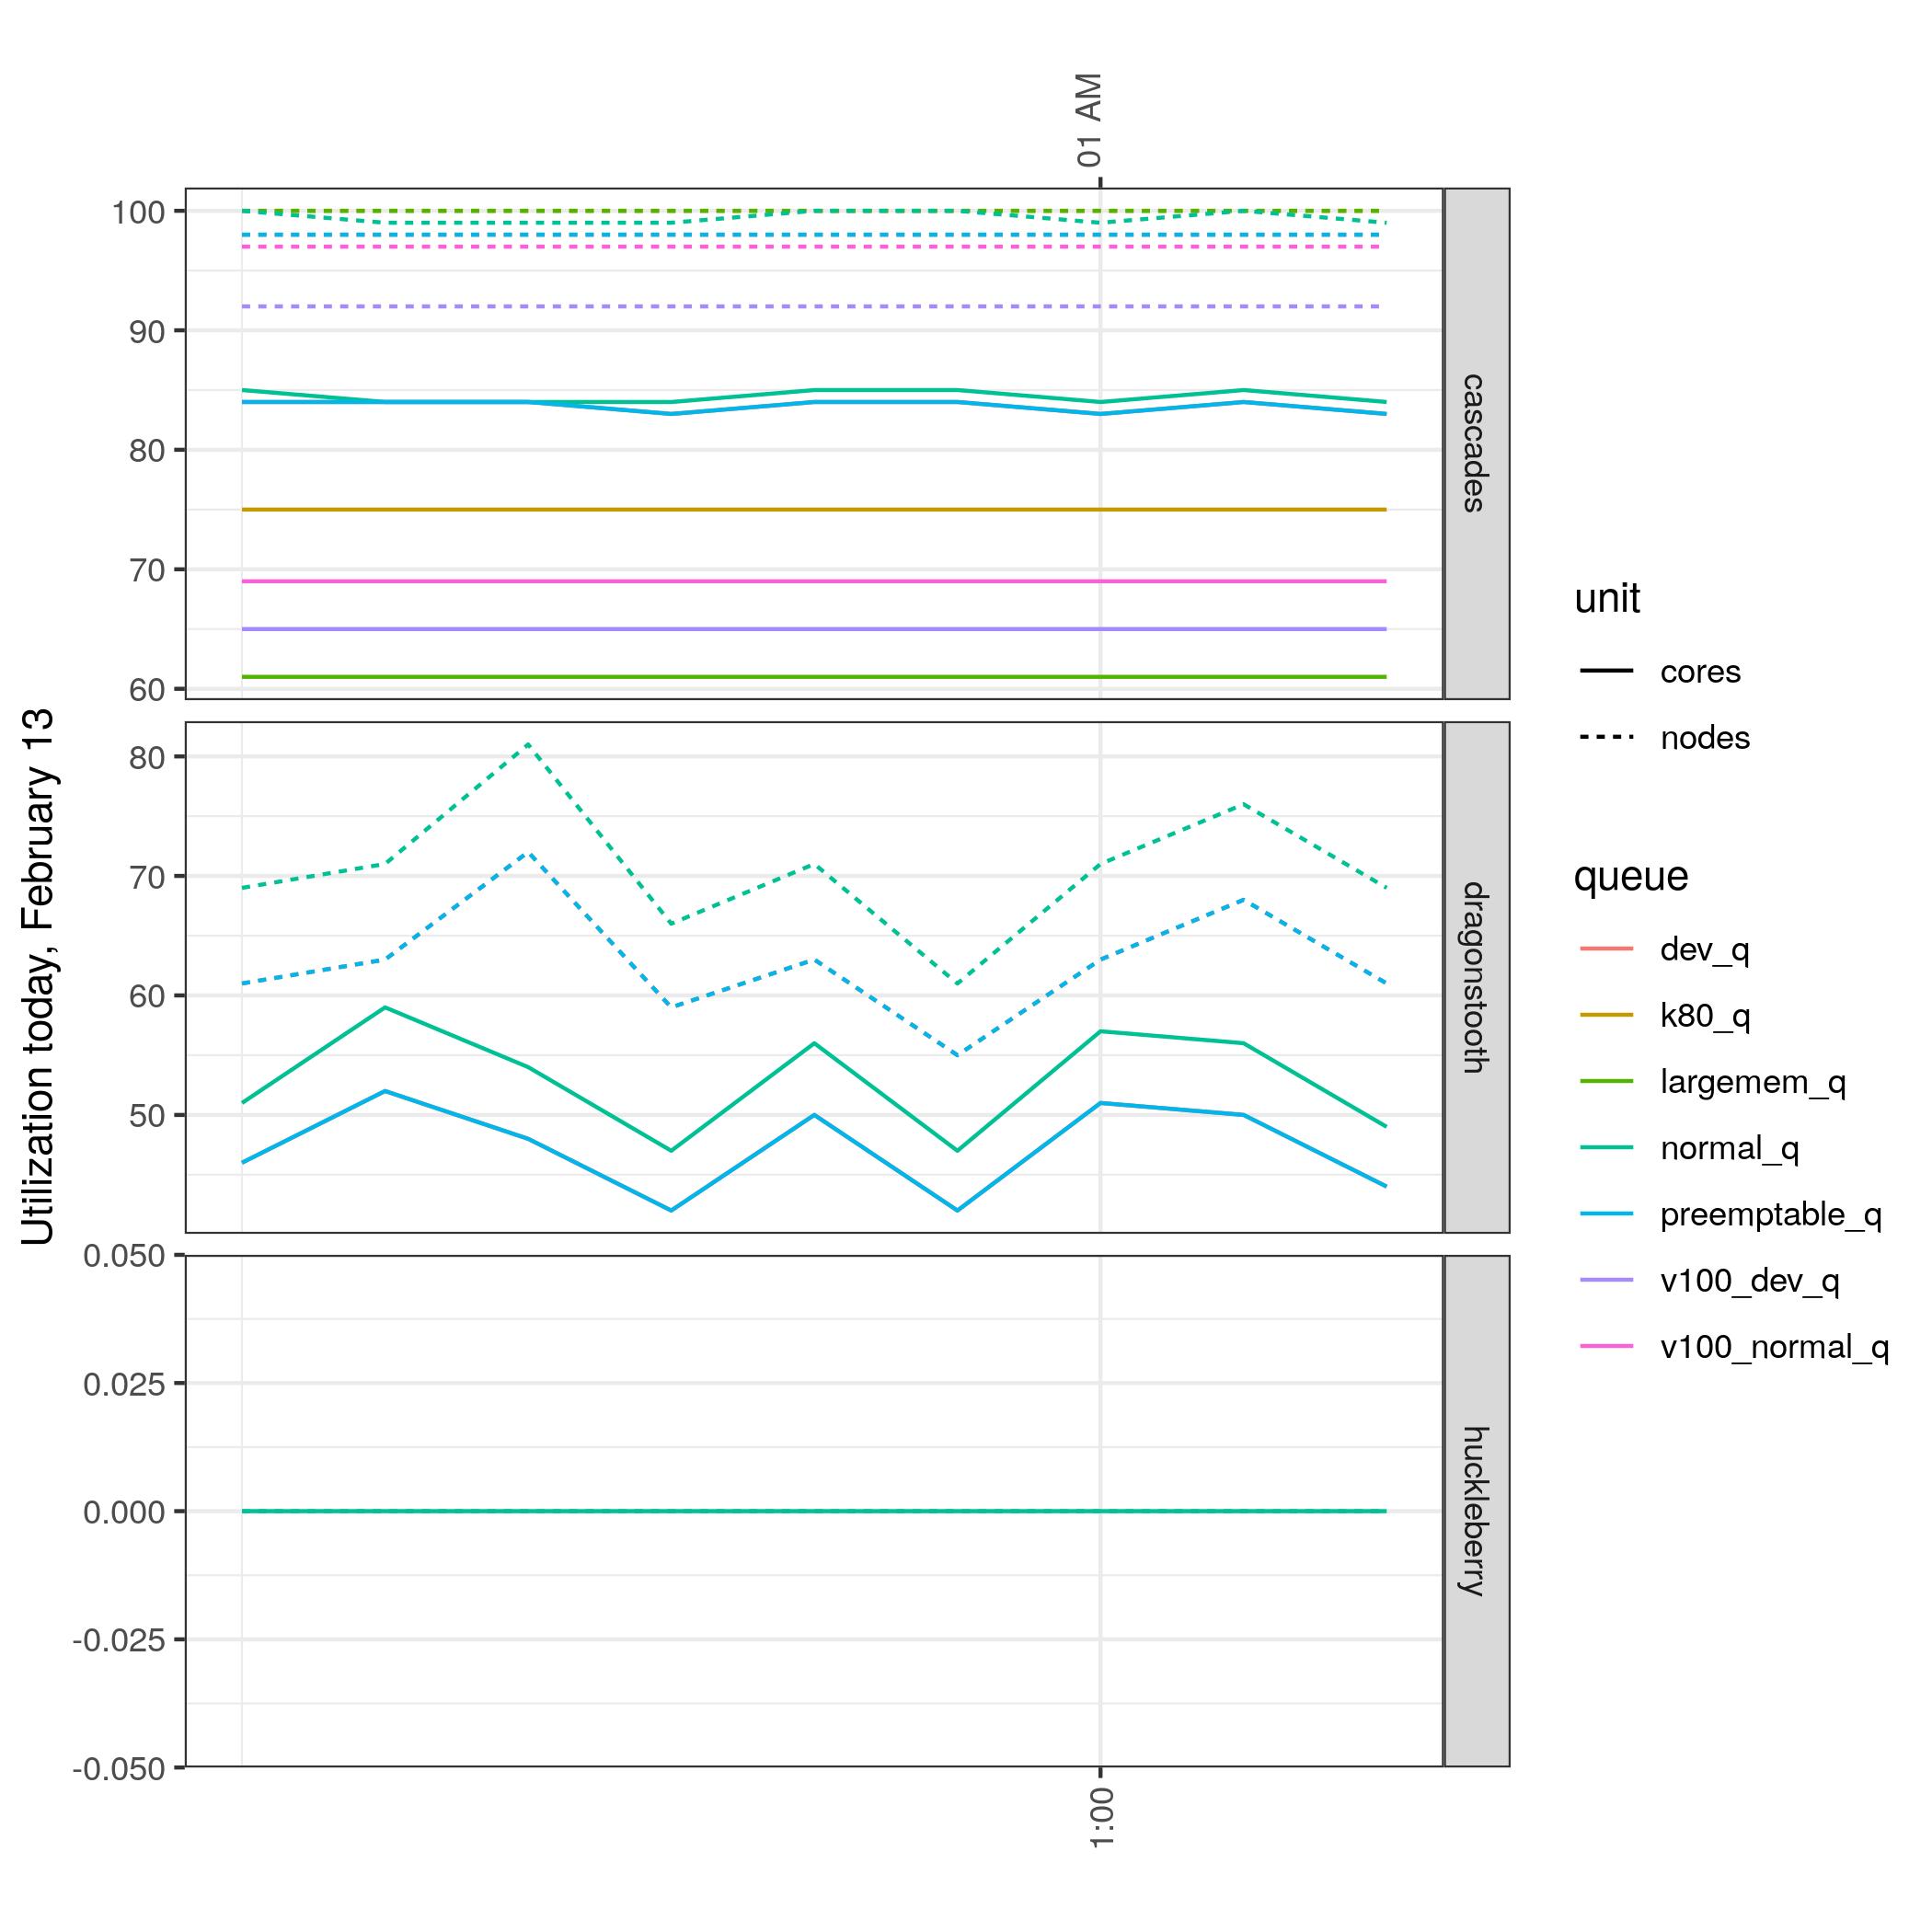 01 AM
Utilization today, February 13
100
90
80
70
60
cascades
80
70
60
50
dragonstooth
0.050
0.025
0.000
-0.025
-0.050
huckleberry
1:00
unit
cores
nodes
queue
dev_q
k80_q
largemem_q
normal_q
preemptable_q
v100_dev_q
v100_normal_q